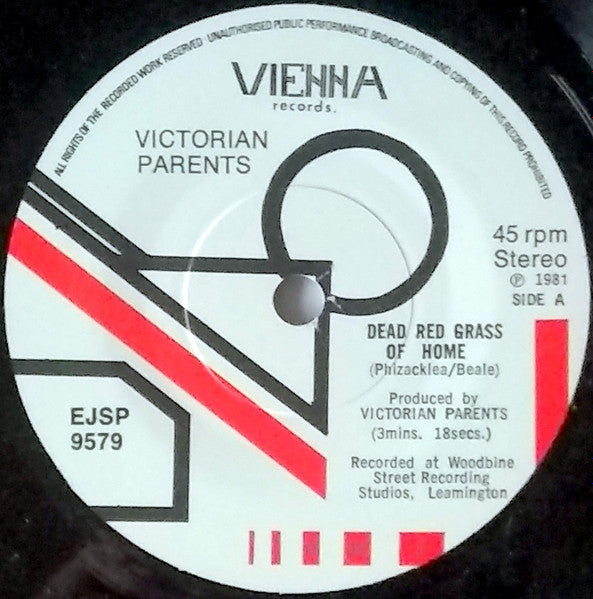 ALL RIGHTS OF THE RECORDED WORK RESERVED · UNAUTHORISED PUBLIC PERFORMANCE BROADCASTING AND COPYING OF THIS RECORD PROHIBITED
VIENNA
records.
VICTORIAN
PARENTS
45 rpm
Stereo
℗ 1981
SIDE A
DEAD RED GRASS
OF HOME
(Phizacklea/Beale)
Produced by
VICTORIAN PARENTS
(3mins. 18secs.)
Recorded at Woodbine
Street Recording
Studios, Leamington
EJSP
9579